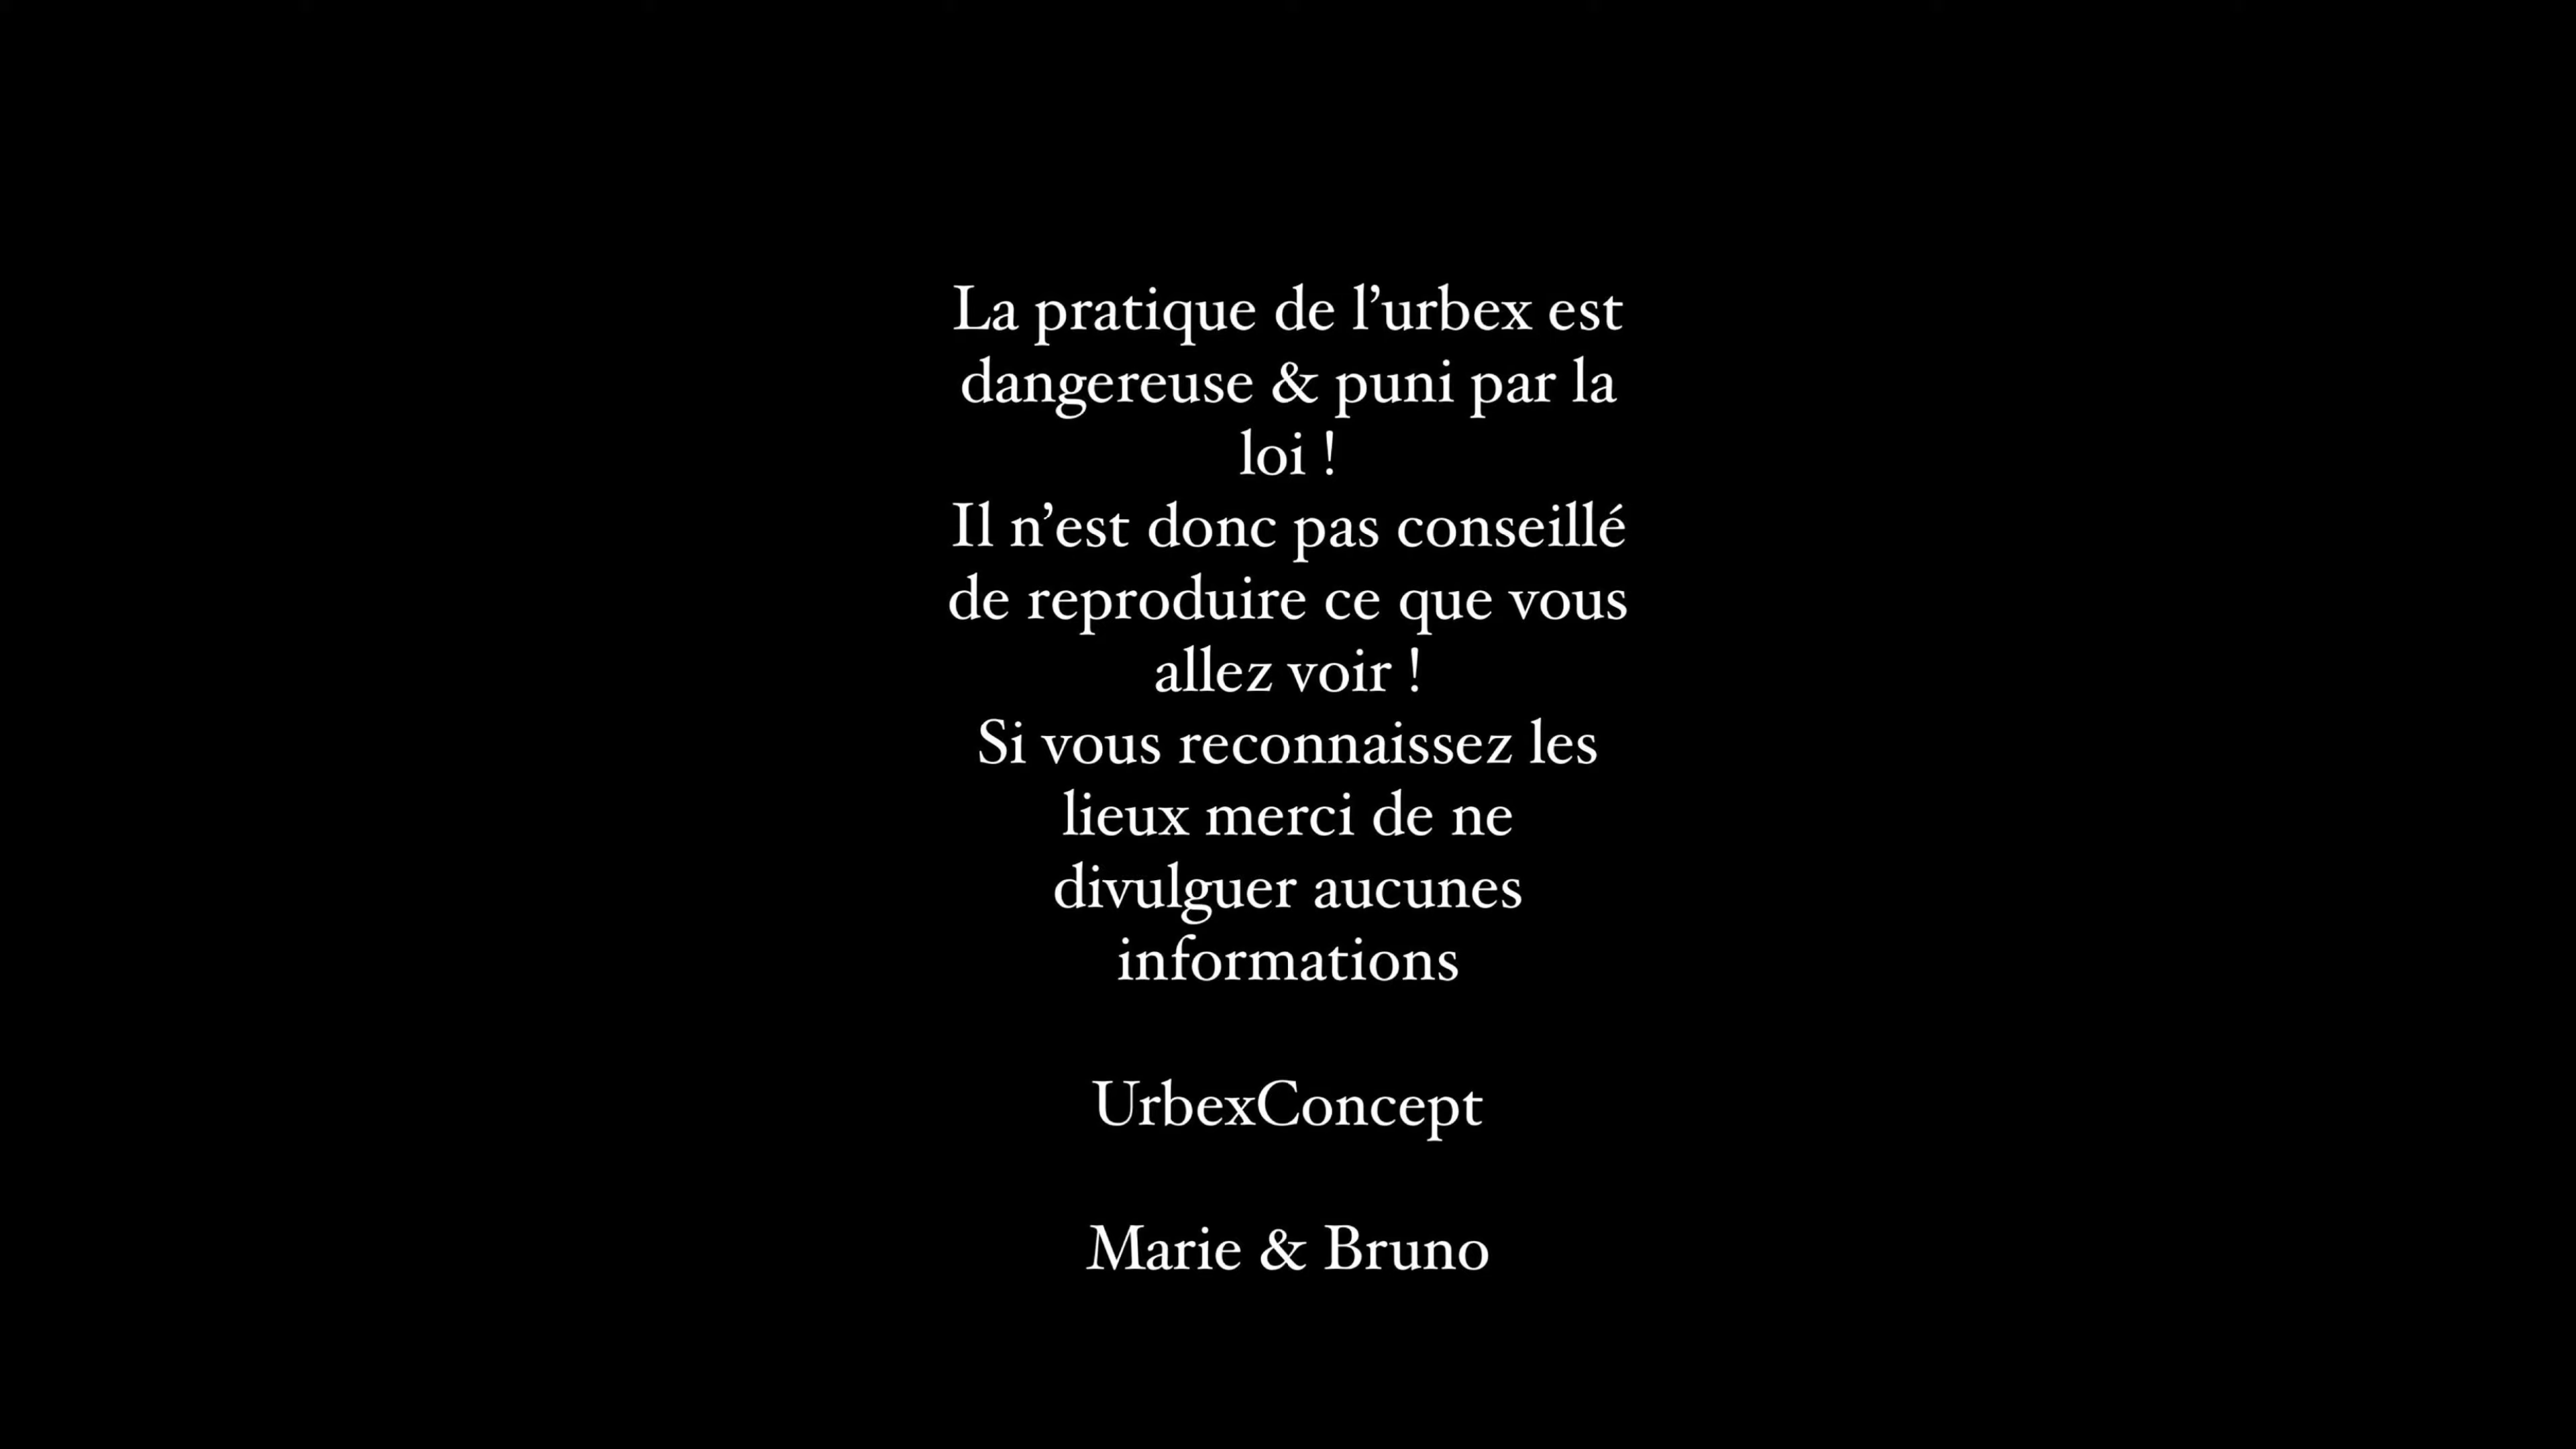 La pratique de l’urbex est
dangereuse & puni par la
loi !
Il n’est donc pas conseillé
de reproduire ce que vous
allez voir !
Si vous reconnaissez les
lieux merci de ne
divulguer aucunes
informations
UrbexConcept
Marie & Bruno